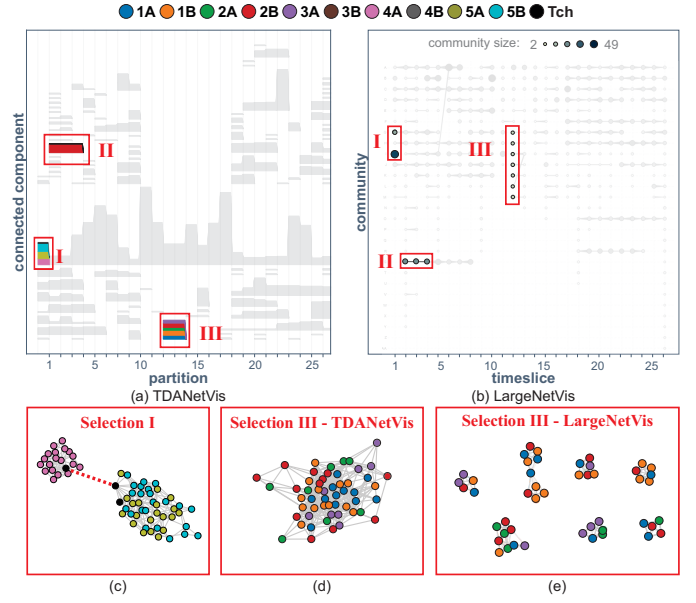 1A 1B 2A 2B 3A 3B 4A 4B 5A 5B Tch
connected component
II
I
III
1 5 10 15 20 25
partition
(a) TDANetVis
community size: 2 49
community
I
III
II
1 5 10 15 20 25
timeslice
(b) LargeNetVis
Selection I
(c)
Selection III - TDANetVis
(d)
Selection III - LargeNetVis
(e)